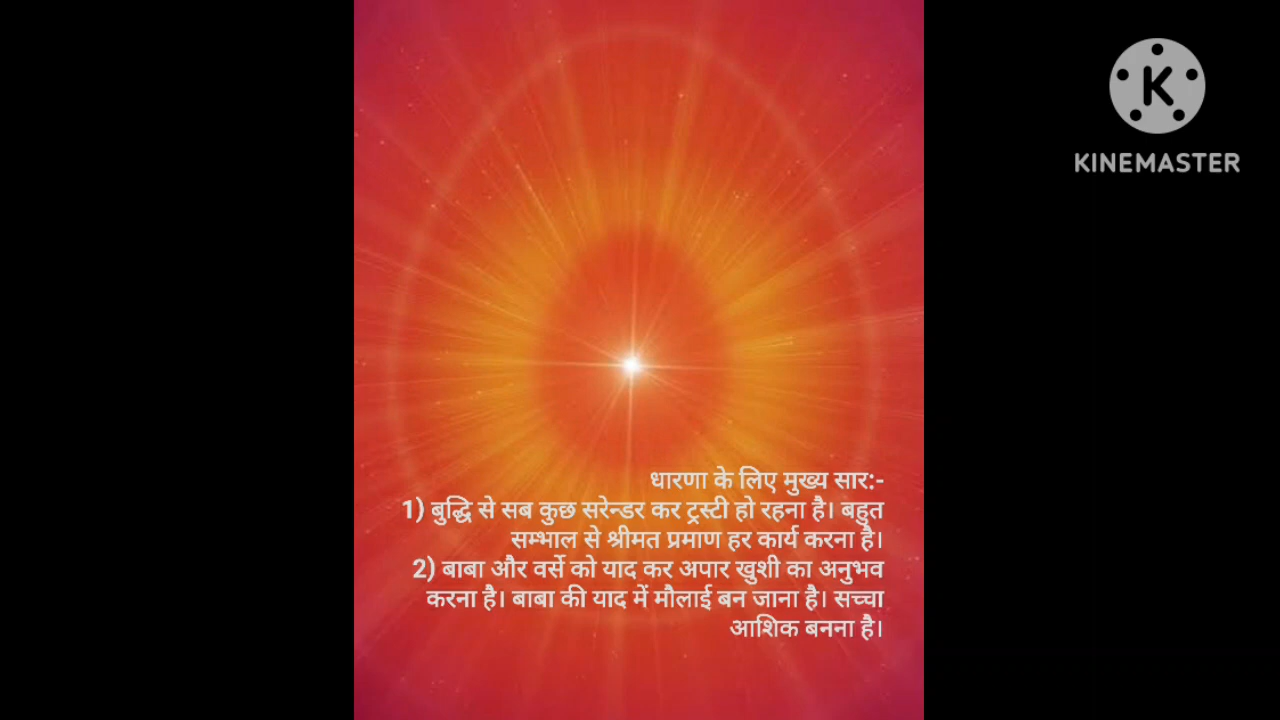 K
KINEMASTER
धारणा के लिए मुख्य सार:-
1) बुद्धि से सब कुछ सरेन्डर कर ट्रस्टी हो रहना है। बहुत
सम्भाल से श्रीमत प्रमाण हर कार्य करना है।
2) बाबा और वर्से को याद कर अपार खुशी का अनुभव
करना है। बाबा की याद में मौलाई बन जाना है। सच्चा
आशिक बनना है।